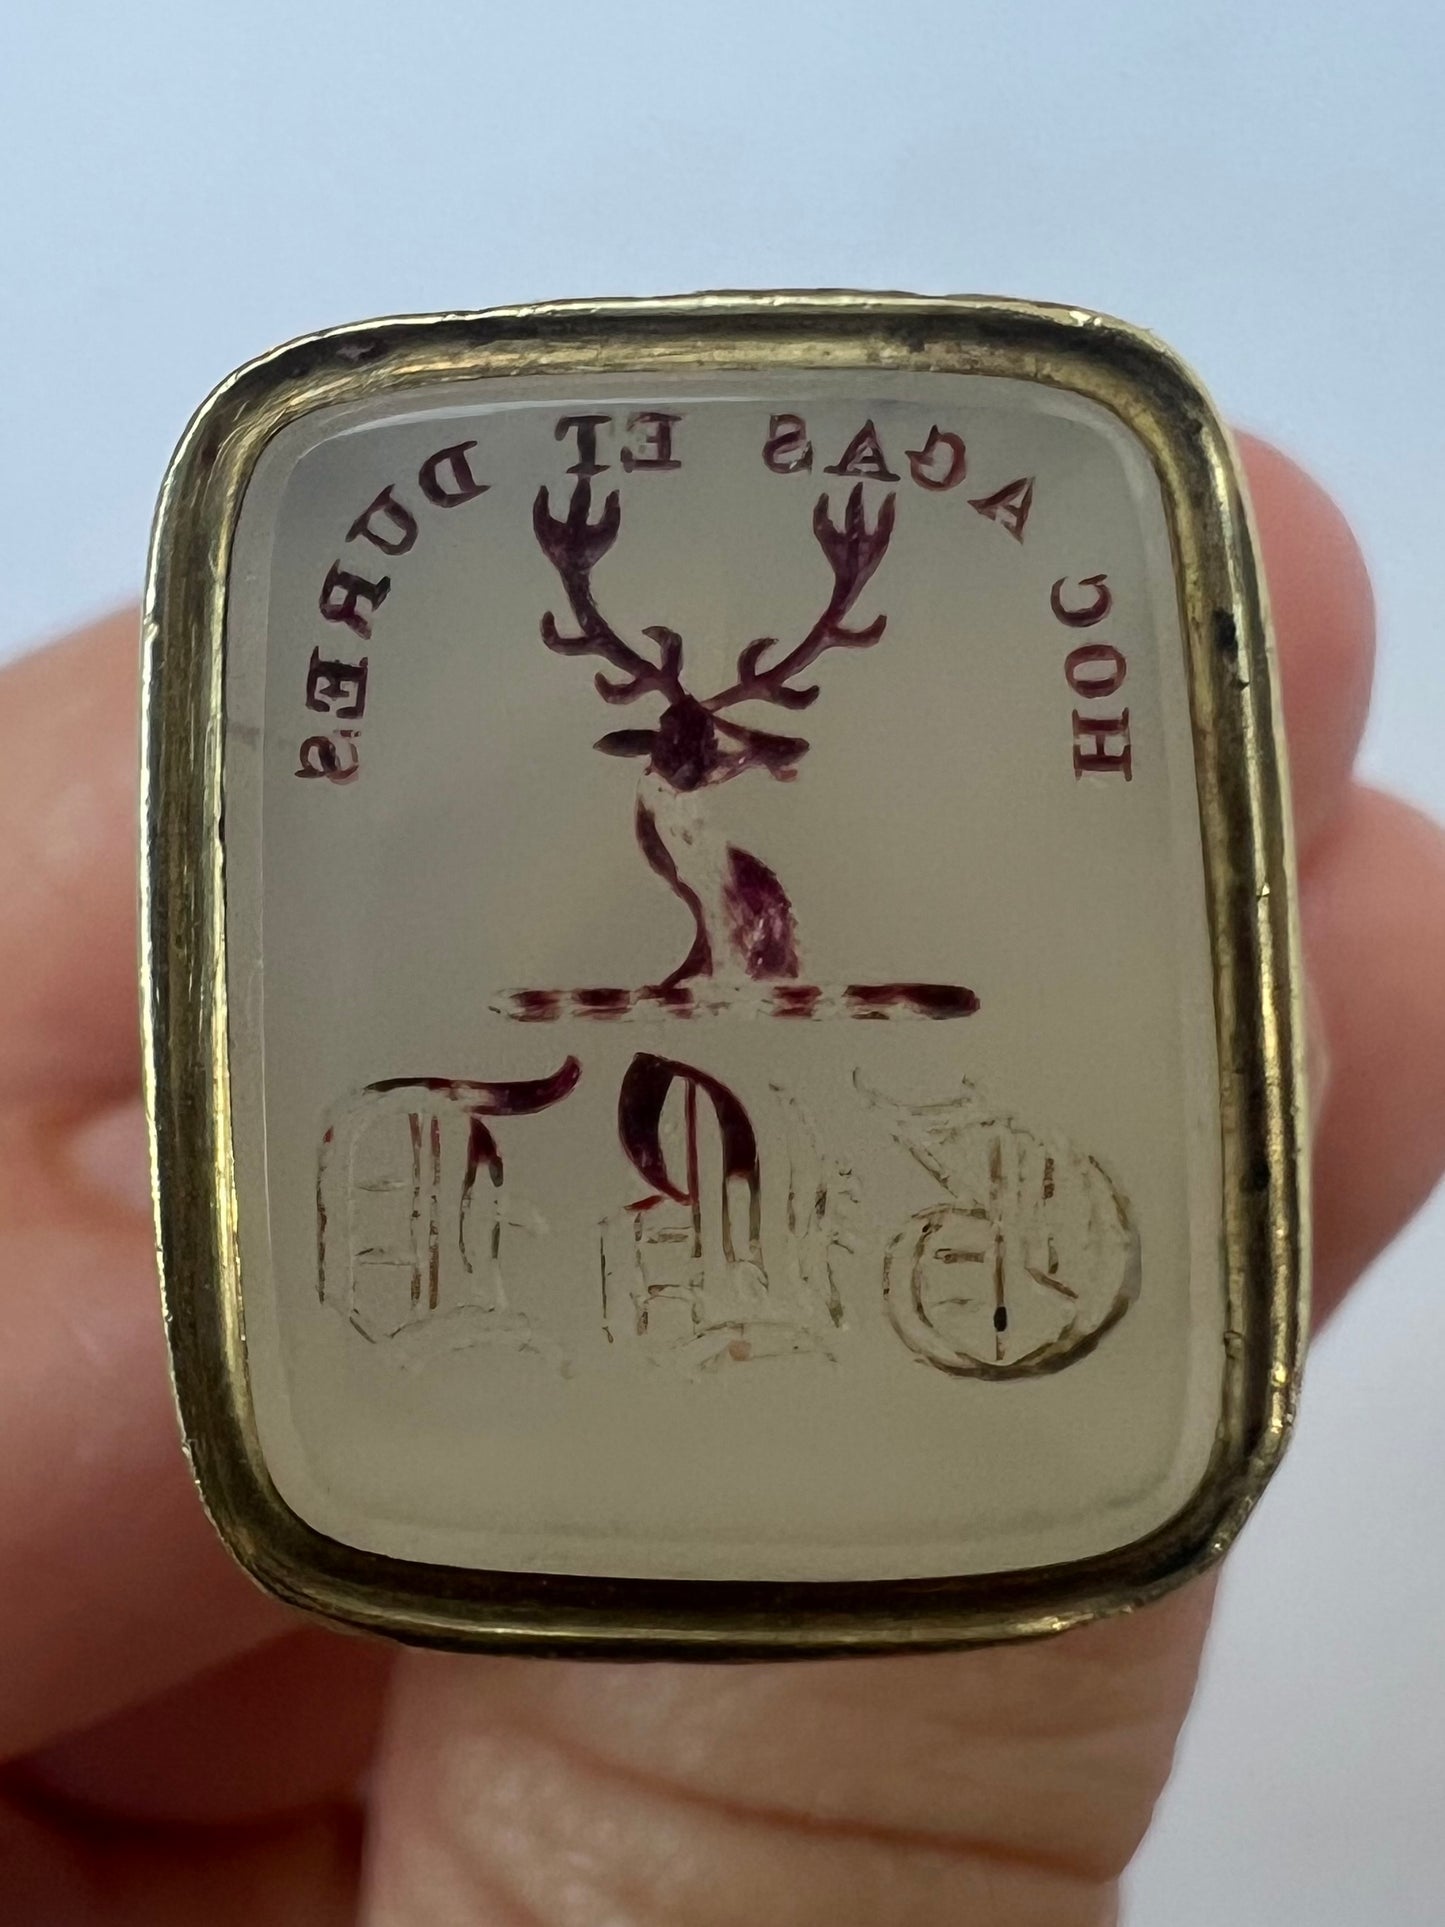 HOC AGAS ET DURES